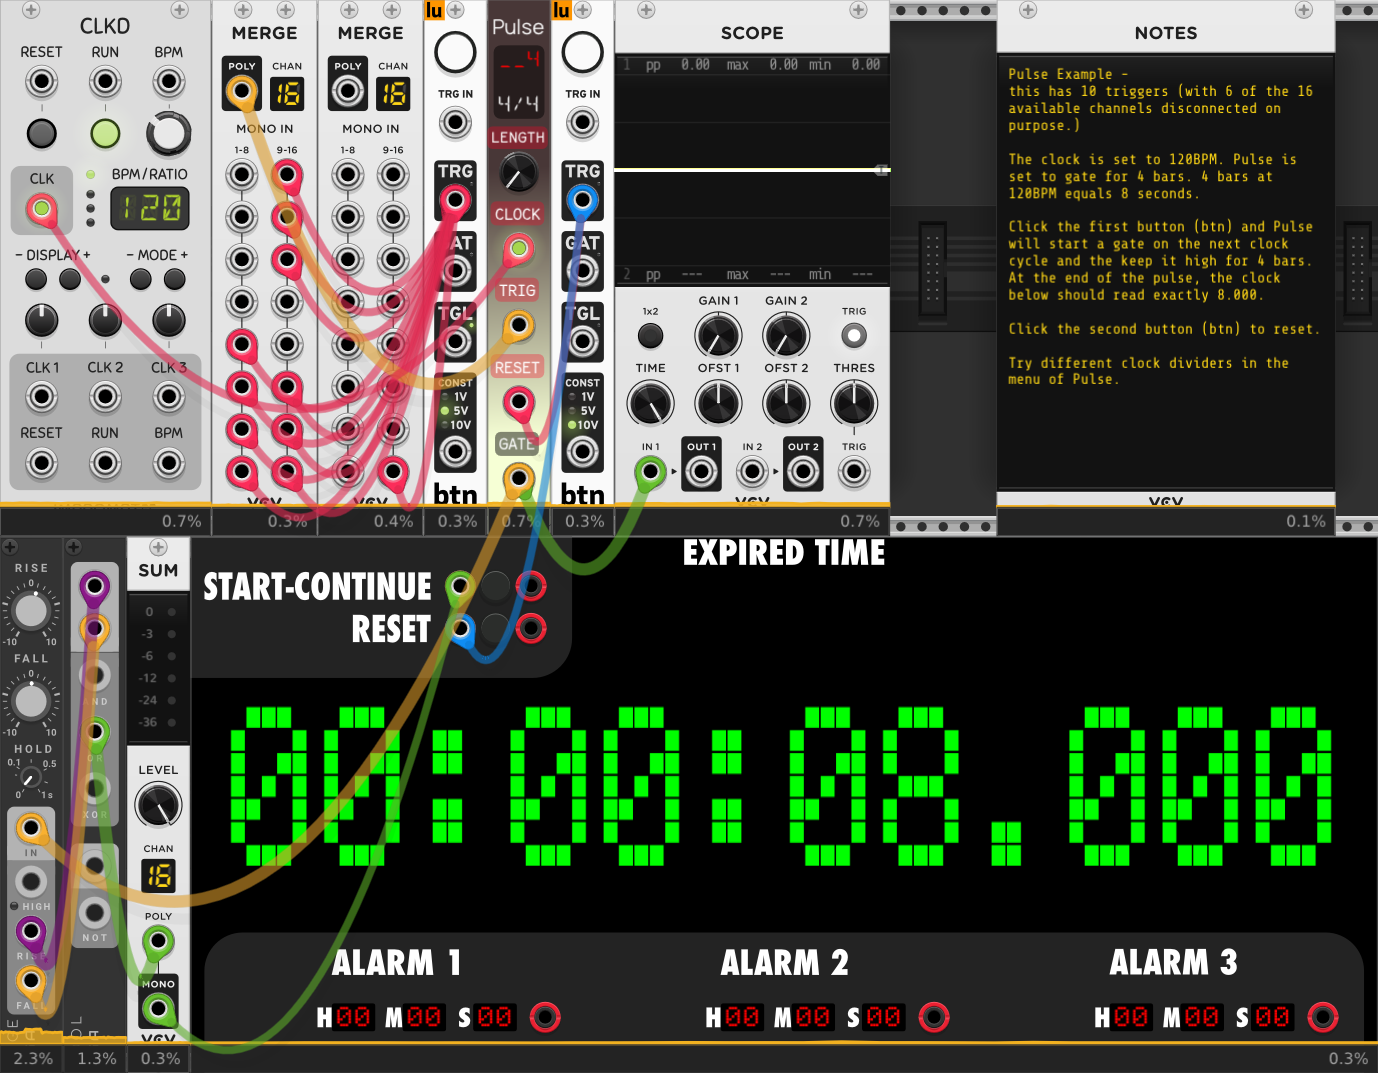 CLKD
RESET
RUN
BPM
CLK
BPM/RATIO
120
- DISPLAY +
- MODE +
CLK 1
CLK 2
CLK 3
RESET
RUN
BPM
0.7%
MERGE
POLY
CHAN
16
MONO IN
1-8
9-16
VCV
0.3%
MERGE
POLY
CHAN
16
MONO IN
1-8
9-16
VCV
0.4%
lu
TRG IN
TRG
GAT
TGL
CONST
1V
5V
10V
btn
0.3%
Pulse
__4
4/4
LENGTH
CLOCK
TRIG
RESET
GATE
0.7%
lu
TRG IN
TRG
GAT
TGL
CONST
1V
5V
10V
btn
0.3%
SCOPE
1 pp 0.00 max 0.00 min 0.00
2 pp --- max --- min ---
GAIN 1
GAIN 2
1x2
TRIG
TIME
OFST 1
OFST 2
THRES
IN 1
OUT 1
IN 2
OUT 2
TRIG
VCV
0.7%
NOTES
Pulse Example -
this has 10 triggers (with 6 of the 16
available channels disconnected on
purpose.)
The clock is set to 120BPM. Pulse is
set to gate for 4 bars. 4 bars at
120BPM equals 8 seconds.
Click the first button (btn) and Pulse
will start a gate on the next clock
cycle and the keep it high for 4 bars.
At the end of the pulse, the clock
below should read exactly 8.000.
Click the second button (btn) to reset.
Try different clock dividers in the
menu of Pulse.
VCV
0.1%
RISE
0
-10
10
FALL
0
-10
10
HOLD
0.1
0.5
0
1s
IN
HIGH
RISE
FALL
2.3%
AND
OR
XOR
NOT
1.3%
SUM
0
-3
-6
-12
-24
-36
LEVEL
CHAN
16
POLY
MONO
VCV
0.3%
EXPIRED TIME
START-CONTINUE
RESET
00:00:08.000
ALARM 1
H00 M00 S00
ALARM 2
H00 M00 S00
ALARM 3
H00 M00 S00
0.3%